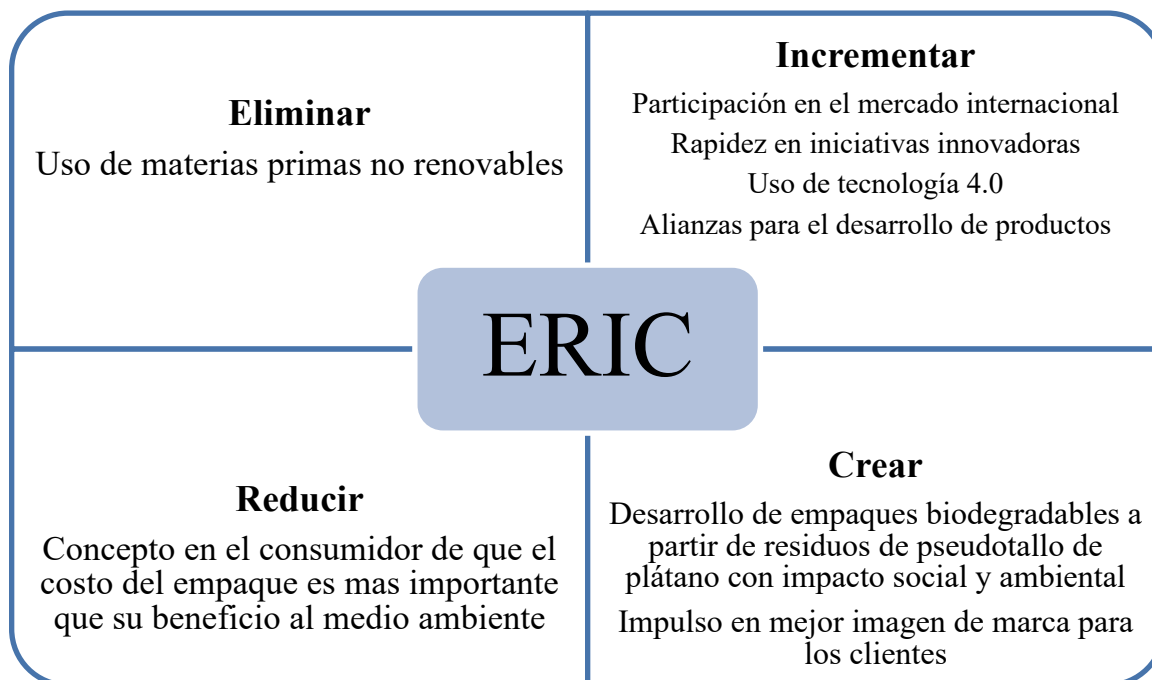 Eliminar
Uso de materias primas no renovables
Incrementar
Participación en el mercado internacional
Rapidez en iniciativas innovadoras
Uso de tecnología 4.0
Alianzas para el desarrollo de productos
ERIC
Reducir
Concepto en el consumidor de que el
costo del empaque es mas importante
que su beneficio al medio ambiente
Crear
Desarrollo de empaques biodegradables a
partir de residuos de pseudotallo de
plátano con impacto social y ambiental
Impulso en mejor imagen de marca para
los clientes